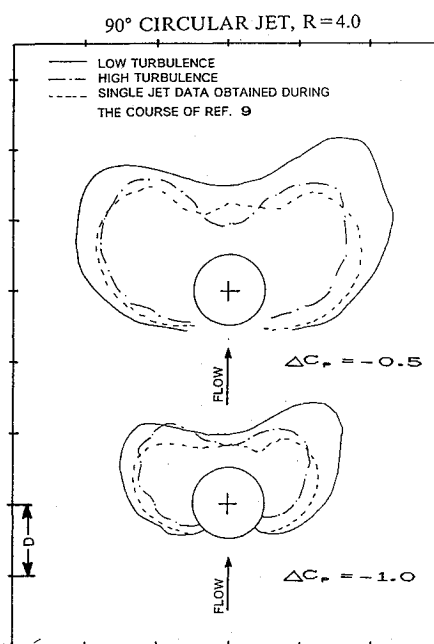 90° CIRCULAR JET, R=4.0
LOW TURBULENCE
HIGH TURBULENCE
SINGLE JET DATA OBTAINED DURING
THE COURSE OF REF. 9
FLOW
ΔCₚ = -0.5
D
FLOW
ΔCₚ = -1.0